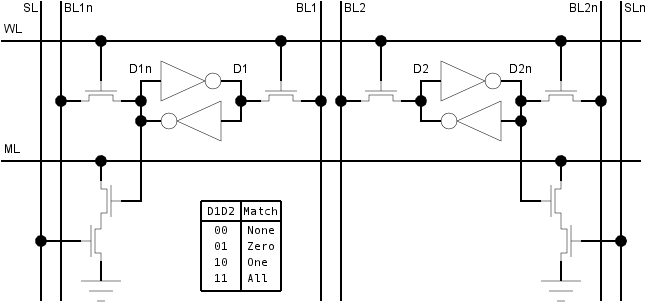 SL BL1n BL1 BL2 BL2n SLn
WL
D1n D1 D2 D2n
ML
D1D2 Match
00 None
01 Zero
10 One
11 All